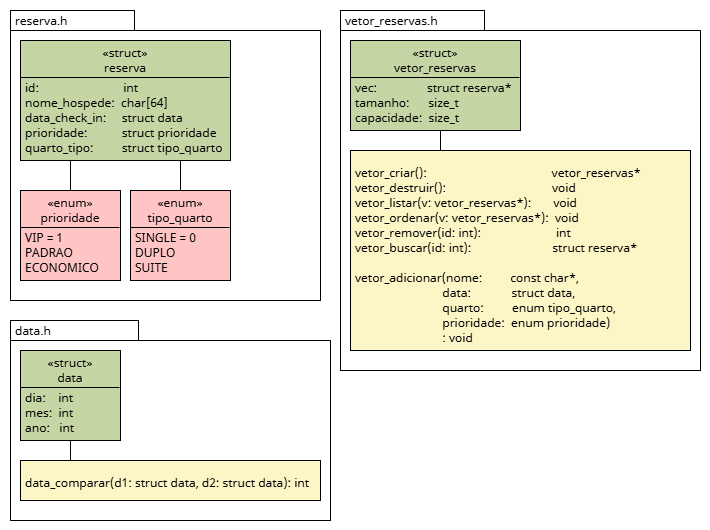 reserva.h
«struct»
reserva
id: int
nome_hospede: char[64]
data_check_in: struct data
prioridade: struct prioridade
quarto_tipo: struct tipo_quarto
«enum»
prioridade
VIP = 1
PADRAO
ECONOMICO
«enum»
tipo_quarto
SINGLE = 0
DUPLO
SUITE
data.h
«struct»
data
dia: int
mes: int
ano: int
data_comparar(d1: struct data, d2: struct data): int
vetor_reservas.h
«struct»
vetor_reservas
vec: struct reserva*
tamanho: size_t
capacidade: size_t
vetor_criar(): vetor_reservas*
vetor_destruir(): void
vetor_listar(v: vetor_reservas*): void
vetor_ordenar(v: vetor_reservas*): void
vetor_remover(id: int): int
vetor_buscar(id: int): struct reserva*
vetor_adicionar(nome: const char*,
data: struct data,
quarto: enum tipo_quarto,
prioridade: enum prioridade)
: void